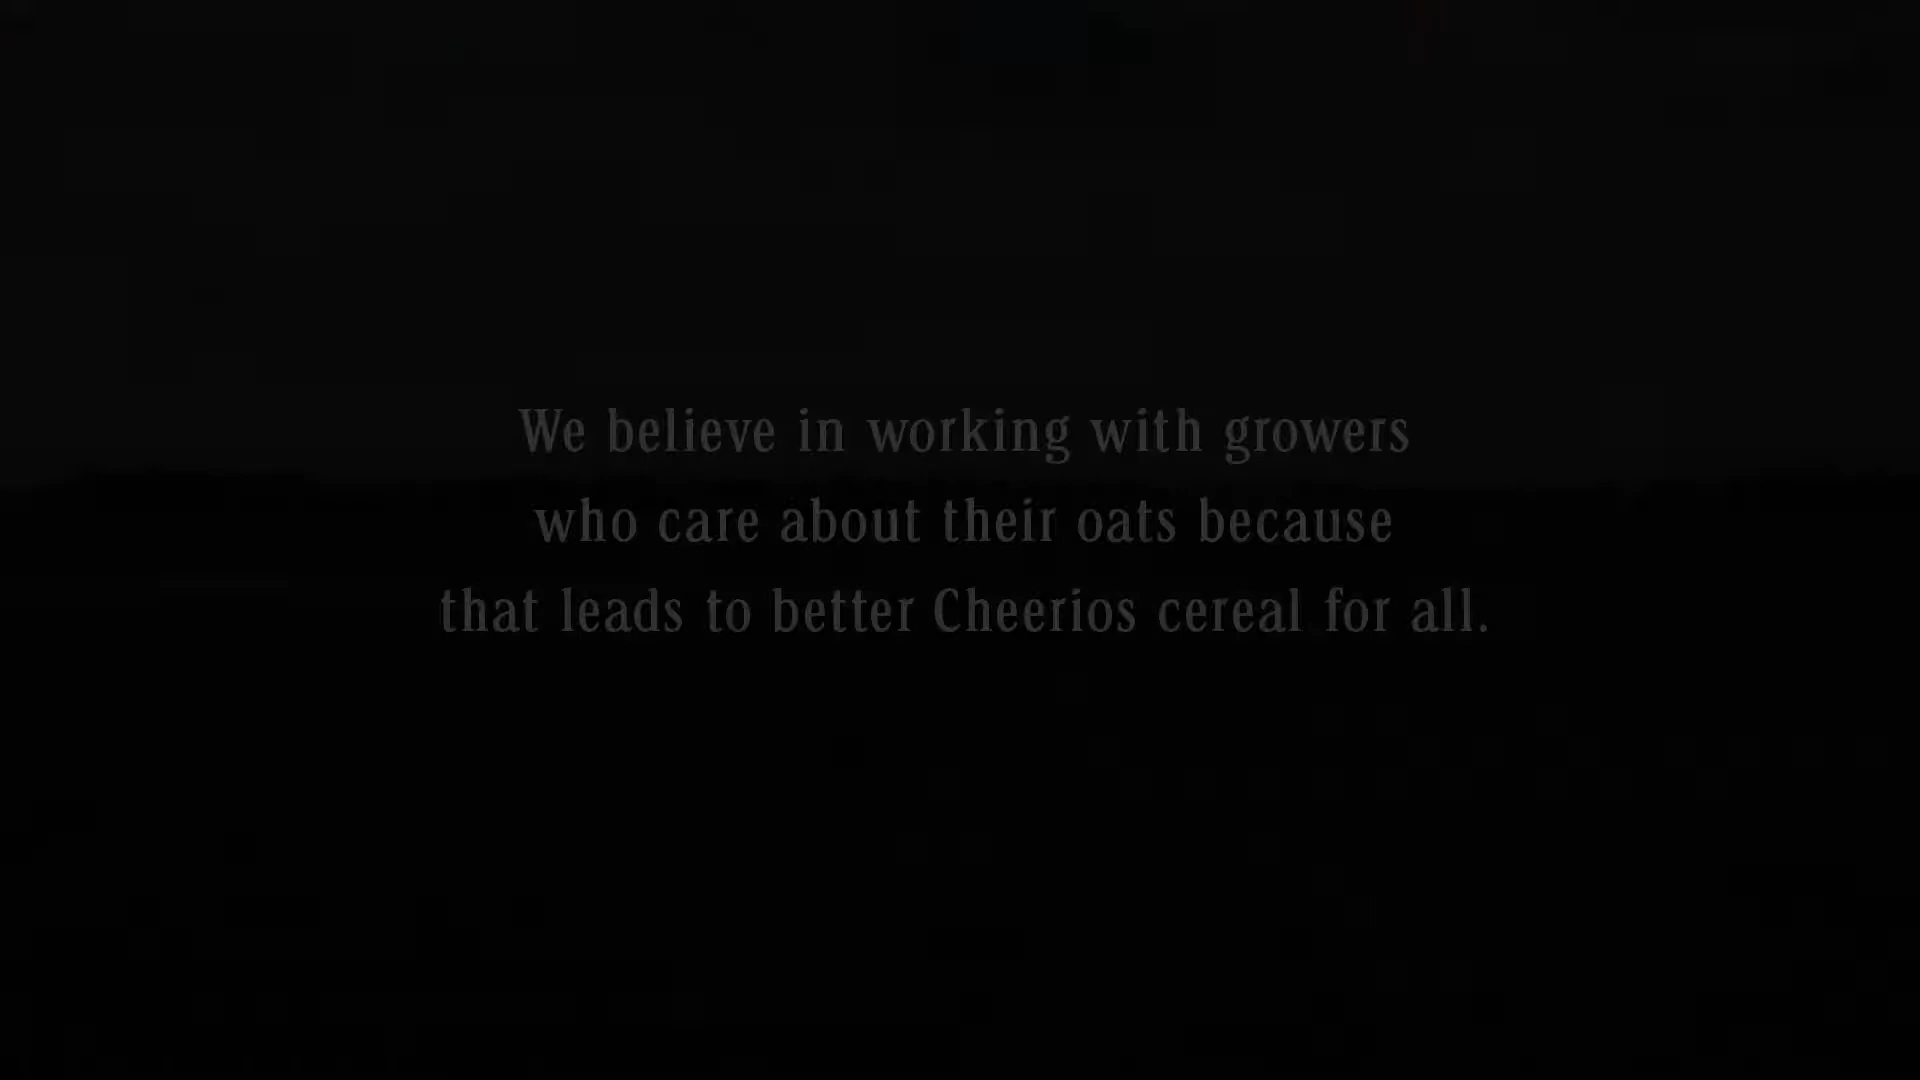 We believe in working with growers
who care about their oats because
that leads to better Cheerios cereal for all.